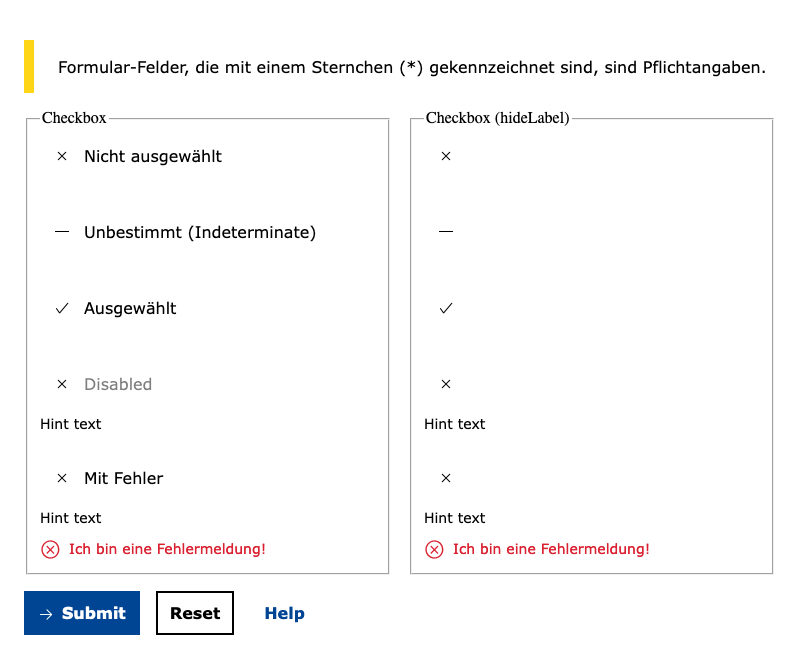 Formular-Felder, die mit einem Sternchen (*) gekennzeichnet sind, sind Pflichtangaben.
Checkbox
Nicht ausgewählt
Unbestimmt (Indeterminate)
Ausgewählt
Disabled
Hint text
Mit Fehler
Hint text
Ich bin eine Fehlermeldung!
Checkbox (hideLabel)
Hint text
Hint text
Ich bin eine Fehlermeldung!
Submit
Reset
Help